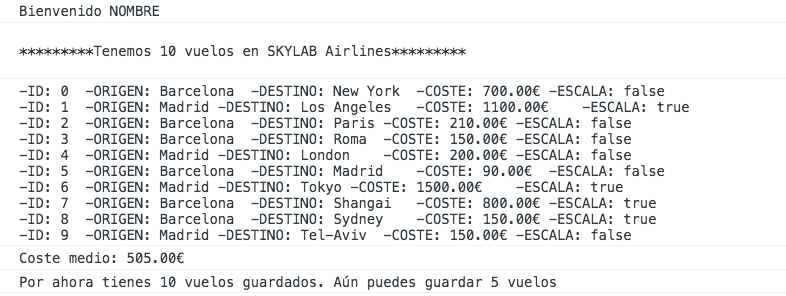 Bienvenido NOMBRE
*********Tenemos 10 vuelos en SKYLAB Airlines*********
-ID: 0 -ORIGEN: Barcelona -DESTINO: New York -COSTE: 700.00€ -ESCALA: false
-ID: 1 -ORIGEN: Madrid -DESTINO: Los Angeles -COSTE: 1100.00€ -ESCALA: true
-ID: 2 -ORIGEN: Barcelona -DESTINO: Paris -COSTE: 210.00€ -ESCALA: false
-ID: 3 -ORIGEN: Barcelona -DESTINO: Roma -COSTE: 150.00€ -ESCALA: false
-ID: 4 -ORIGEN: Madrid -DESTINO: London -COSTE: 200.00€ -ESCALA: false
-ID: 5 -ORIGEN: Barcelona -DESTINO: Madrid -COSTE: 90.00€ -ESCALA: false
-ID: 6 -ORIGEN: Madrid -DESTINO: Tokyo -COSTE: 1500.00€ -ESCALA: true
-ID: 7 -ORIGEN: Barcelona -DESTINO: Shangai -COSTE: 800.00€ -ESCALA: true
-ID: 8 -ORIGEN: Barcelona -DESTINO: Sydney -COSTE: 150.00€ -ESCALA: true
-ID: 9 -ORIGEN: Madrid -DESTINO: Tel-Aviv -COSTE: 150.00€ -ESCALA: false
Coste medio: 505.00€
Por ahora tienes 10 vuelos guardados. Aún puedes guardar 5 vuelos